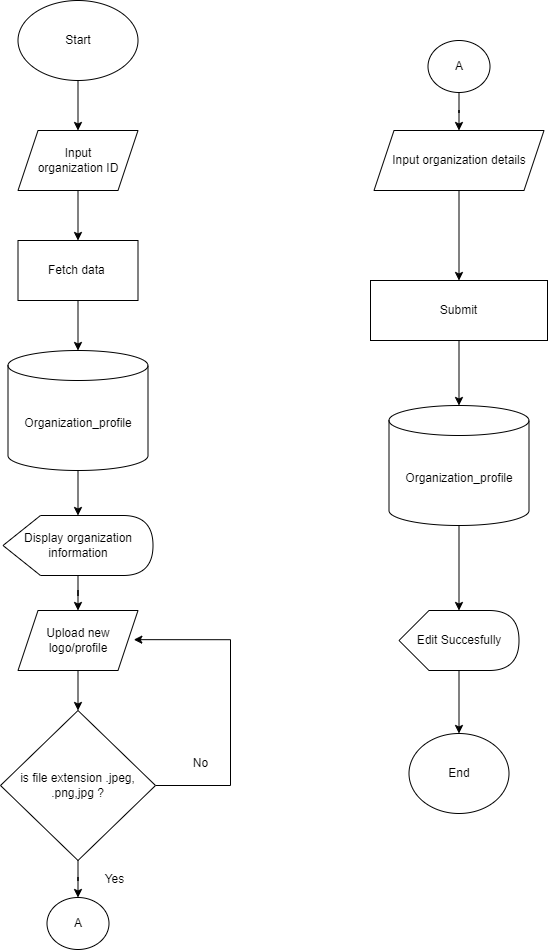 Start
Input
organization ID
Fetch data
Organization_profile
Display organization
information
Upload new
logo/profile
is file extension .jpeg,
.png,jpg ?
No
Yes
A
A
Input organization details
Submit
Organization_profile
Edit Succesfully
End